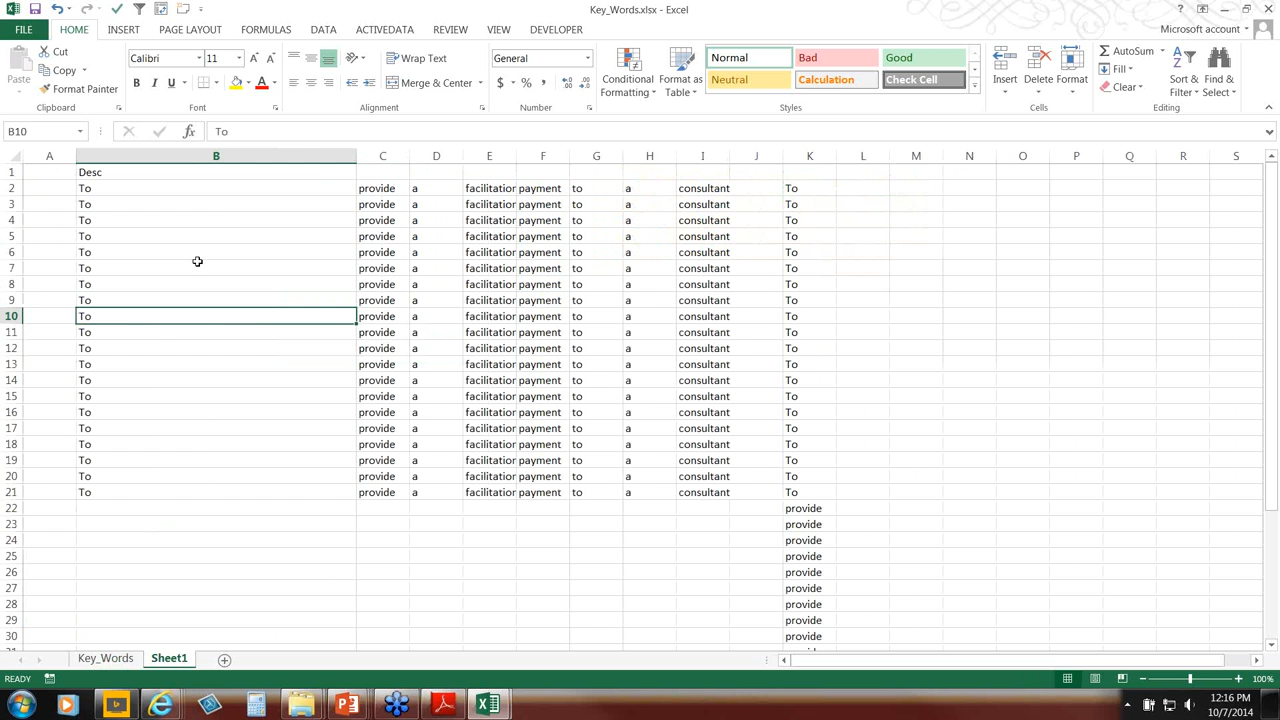 Key_Words.xlsx - Excel
?
FILE HOME INSERT PAGE LAYOUT FORMULAS DATA ACTIVEDATA REVIEW VIEW DEVELOPER Microsoft account
Paste
Cut
Copy
Format Painter
Clipboard
Calibri 11
B I U
Font
Wrap Text
Merge & Center
Alignment
General
$ % ,
Number
Conditional Formatting
Format as Table
Normal Bad Good
Neutral Calculation Check Cell
Styles
Insert Delete Format
Cells
AutoSum
Fill
Clear
Sort & Filter
Find & Select
Editing
B10 fx To
A B C D E F G H I J K L M N O P Q R S
1 Desc
2 To provide a facilitation payment to a consultant To
3 To provide a facilitation payment to a consultant To
4 To provide a facilitation payment to a consultant To
5 To provide a facilitation payment to a consultant To
6 To provide a facilitation payment to a consultant To
7 To provide a facilitation payment to a consultant To
8 To provide a facilitation payment to a consultant To
9 To provide a facilitation payment to a consultant To
10 To provide a facilitation payment to a consultant To
11 To provide a facilitation payment to a consultant To
12 To provide a facilitation payment to a consultant To
13 To provide a facilitation payment to a consultant To
14 To provide a facilitation payment to a consultant To
15 To provide a facilitation payment to a consultant To
16 To provide a facilitation payment to a consultant To
17 To provide a facilitation payment to a consultant To
18 To provide a facilitation payment to a consultant To
19 To provide a facilitation payment to a consultant To
20 To provide a facilitation payment to a consultant To
21 To provide a facilitation payment to a consultant To
22 provide
23 provide
24 provide
25 provide
26 provide
27 provide
28 provide
29 provide
30 provide
Key_Words Sheet1
READY 100%
12:16 PM
10/7/2014